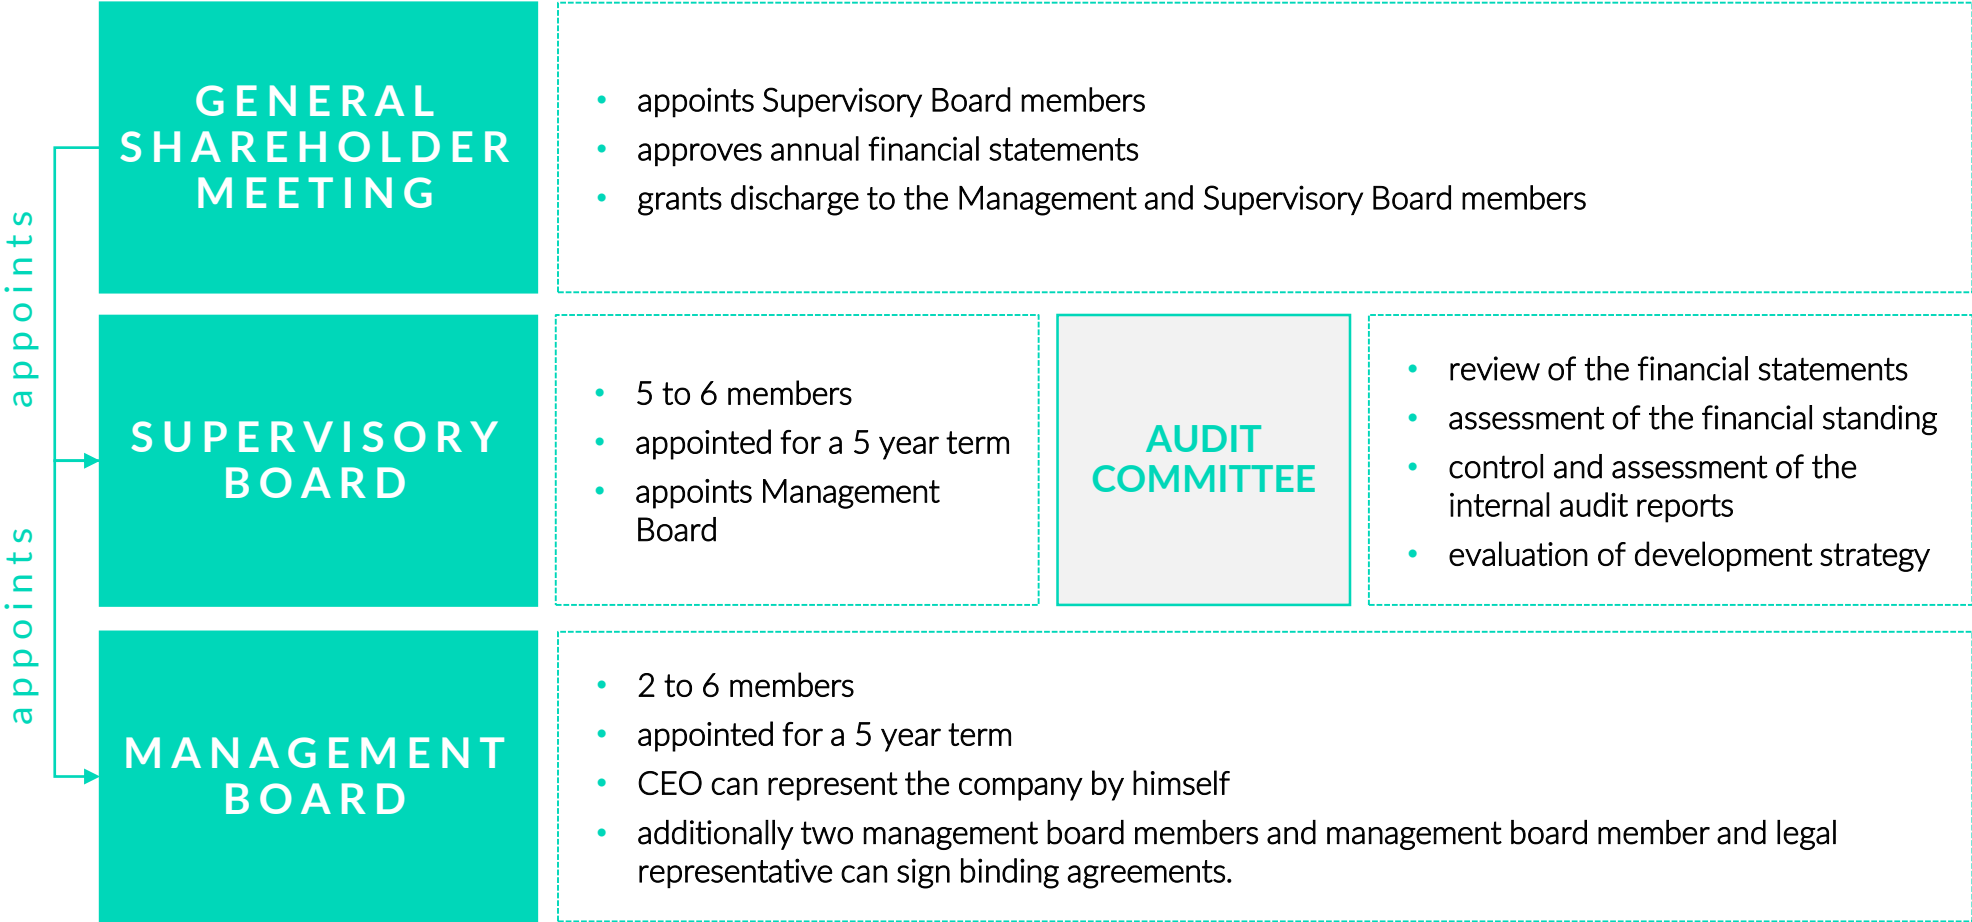 appoints
appoints
GENERAL
SHAREHOLDER
MEETING
• appoints Supervisory Board members
• approves annual financial statements
• grants discharge to the Management and Supervisory Board members
SUPERVISORY
BOARD
• 5 to 6 members
• appointed for a 5 year term
• appoints Management
Board
AUDIT
COMMITTEE
• review of the financial statements
• assessment of the financial standing
• control and assessment of the
internal audit reports
• evaluation of development strategy
MANAGEMENT
BOARD
• 2 to 6 members
• appointed for a 5 year term
• CEO can represent the company by himself
• additionally two management board members and management board member and legal
representative can sign binding agreements.